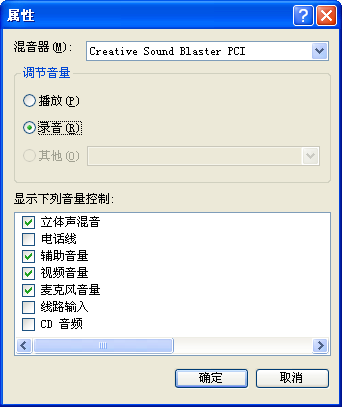 属性
混音器(M):
Creative Sound Blaster PCI
调节音量
播放(P)
录音(R)
其他(O)
显示下列音量控制:
立体声混音
电话线
辅助音量
视频音量
麦克风音量
线路输入
CD 音频
确定
取消